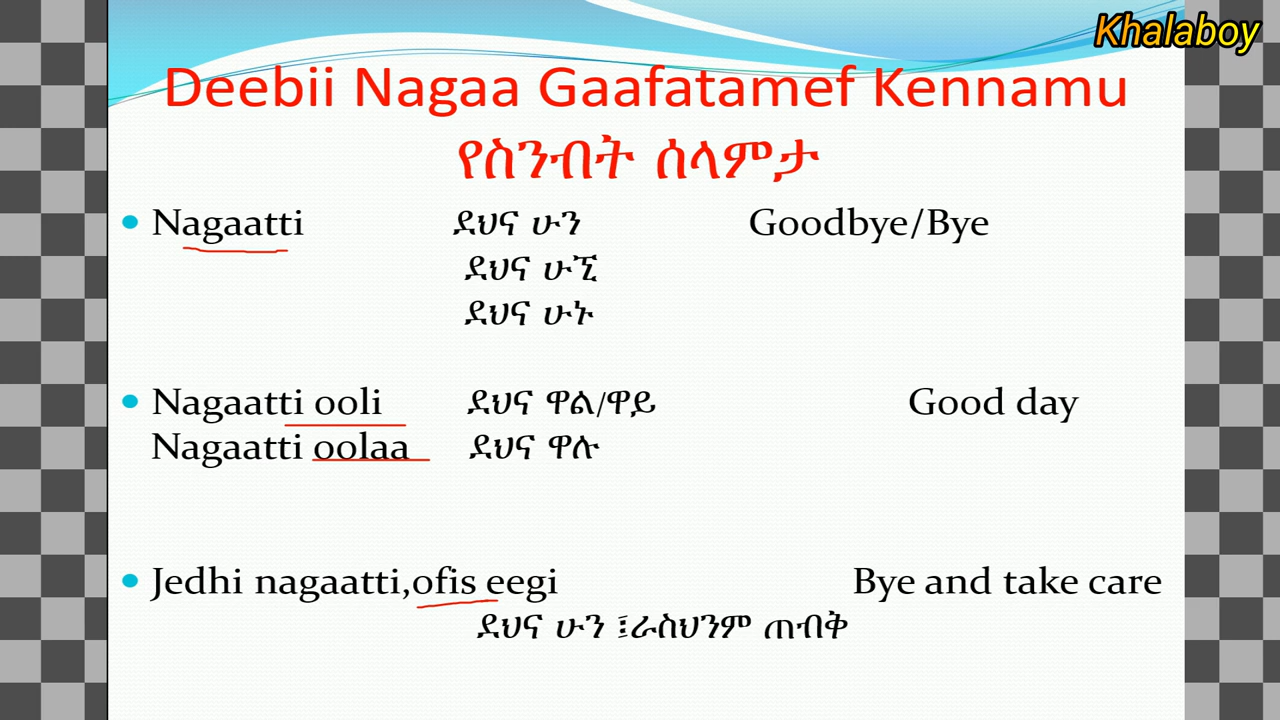 Khalaboy
Deebii Nagaa Gaafatamef Kennamu
የስንብት ሰላምታ
• Nagaatti ደህና ሁን Goodbye/Bye
ደህና ሁኚ
ደህና ሁኑ
• Nagaatti ooli ደህና ዋል/ዋይ Good day
Nagaatti oolaa ደህና ዋሉ
• Jedhi nagaatti,ofis eegi Bye and take care
ደህና ሁን ፤ራስህንም ጠብቅ